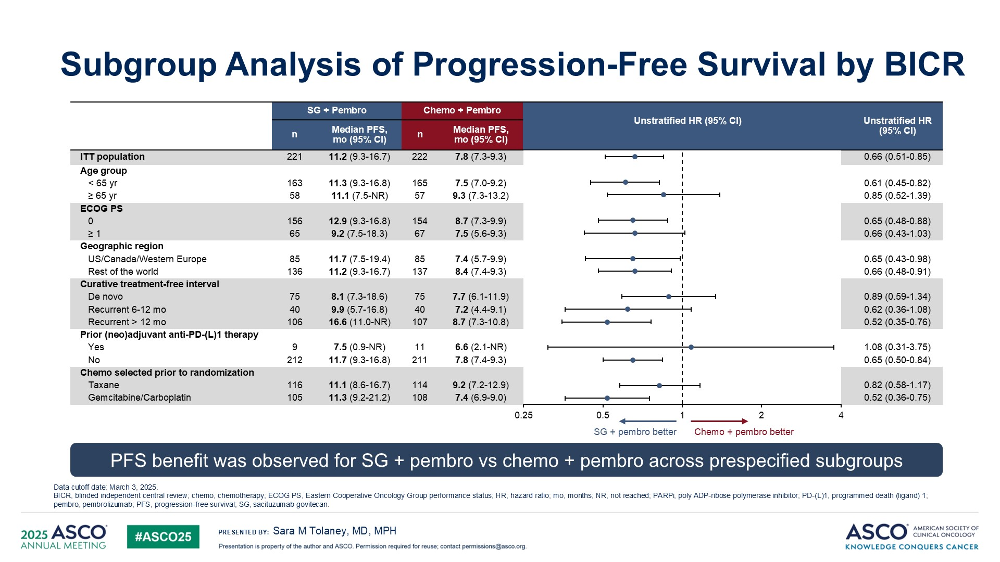 Subgroup Analysis of Progression-Free Survival by BICR
SG + Pembro Chemo + Pembro Unstratified HR (95% CI) Unstratified HR (95% CI)
n Median PFS, mo (95% CI) n Median PFS, mo (95% CI)
ITT population 221 11.2 (9.3-16.7) 222 7.8 (7.3-9.3) 0.66 (0.51-0.85)
Age group
< 65 yr 163 11.3 (9.3-16.8) 165 7.5 (7.0-9.2) 0.61 (0.45-0.82)
≥ 65 yr 58 11.1 (7.5-NR) 57 9.3 (7.3-13.2) 0.85 (0.52-1.39)
ECOG PS
0 156 12.9 (9.3-16.8) 154 8.7 (7.3-9.9) 0.65 (0.48-0.88)
≥ 1 65 9.2 (7.5-18.3) 67 7.5 (5.6-9.3) 0.66 (0.43-1.03)
Geographic region
US/Canada/Western Europe 85 11.7 (7.5-19.4) 85 7.4 (5.7-9.9) 0.65 (0.43-0.98)
Rest of the world 136 11.2 (9.3-16.7) 137 8.4 (7.4-9.3) 0.66 (0.48-0.91)
Curative treatment-free interval
De novo 75 8.1 (7.3-18.6) 75 7.7 (6.1-11.9) 0.89 (0.59-1.34)
Recurrent 6-12 mo 40 9.9 (5.7-16.8) 40 7.2 (4.4-9.1) 0.62 (0.36-1.08)
Recurrent > 12 mo 106 16.6 (11.0-NR) 107 8.7 (7.3-10.8) 0.52 (0.35-0.76)
Prior (neo)adjuvant anti-PD-(L)1 therapy
Yes 9 7.5 (0.9-NR) 11 6.6 (2.1-NR) 1.08 (0.31-3.75)
No 212 11.7 (9.3-16.8) 211 7.8 (7.4-9.3) 0.65 (0.50-0.84)
Chemo selected prior to randomization
Taxane 116 11.1 (8.6-16.7) 114 9.2 (7.2-12.9) 0.82 (0.58-1.17)
Gemcitabine/Carboplatin 105 11.3 (9.2-21.2) 108 7.4 (6.9-9.0) 0.52 (0.36-0.75)
0.25 0.5 1 2 4
SG + pembro better Chemo + pembro better
PFS benefit was observed for SG + pembro vs chemo + pembro across prespecified subgroups
Data cutoff date: March 3, 2025.
BICR, blinded independent central review; chemo, chemotherapy; ECOG PS, Eastern Cooperative Oncology Group performance status; HR, hazard ratio; mo, months; NR, not reached; PARPi, poly ADP-ribose polymerase inhibitor; PD-(L)1, programmed death (ligand) 1;
pembro, pembrolizumab; PFS, progression-free survival; SG, sacituzumab govitecan.
2025 ASCO®
ANNUAL MEETING
#ASCO25
PRESENTED BY: Sara M Tolaney, MD, MPH
Presentation is property of the author and ASCO. Permission required for reuse; contact permissions@asco.org.
ASCO® AMERICAN SOCIETY OF
CLINICAL ONCOLOGY
KNOWLEDGE CONQUERS CANCER